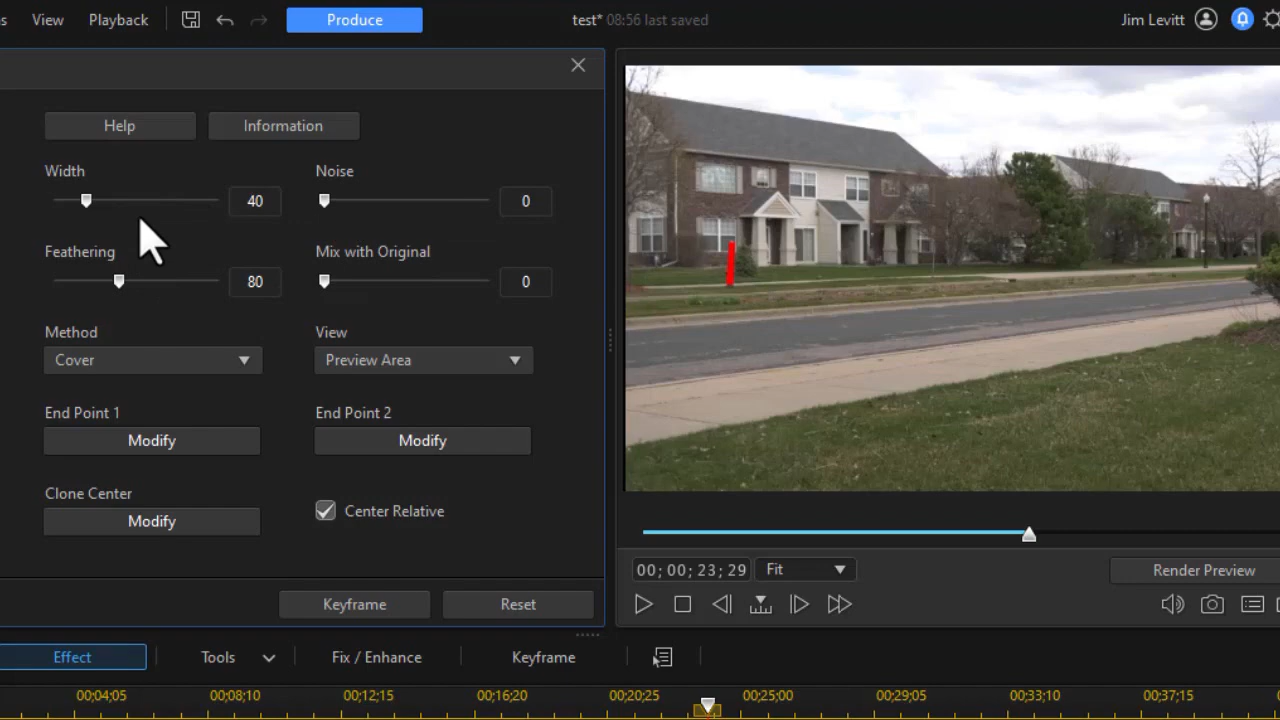 View Playback Produce test* 08:56 last saved Jim Levitt
Help Information
Width Noise
40 0
Feathering Mix with Original
80 0
Method View
Cover Preview Area
End Point 1 End Point 2
Modify Modify
Clone Center
Modify Center Relative
00; 00; 23; 29 Fit Render Preview
Keyframe Reset
Effect Tools Fix / Enhance Keyframe
00;04;05 00;08;10 00;12;15 00;16;20 00;20;25 00;25;00 00;29;05 00;33;10 00;37;15